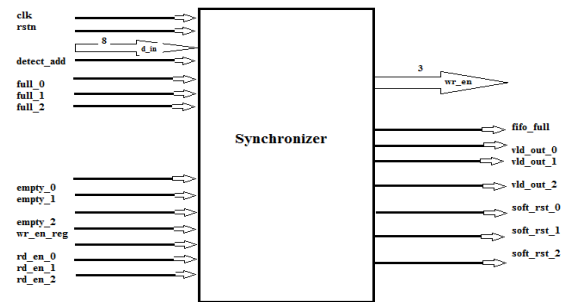 clk
rstn
8
d_in
detect_add
full_0
full_1
full_2
empty_0
empty_1
empty_2
wr_en_reg
rd_en_0
rd_en_1
rd_en_2
Synchronizer
3
wr_en
fifo_full
vld_out_0
vld_out_1
vld_out_2
soft_rst_0
soft_rst_1
soft_rst_2